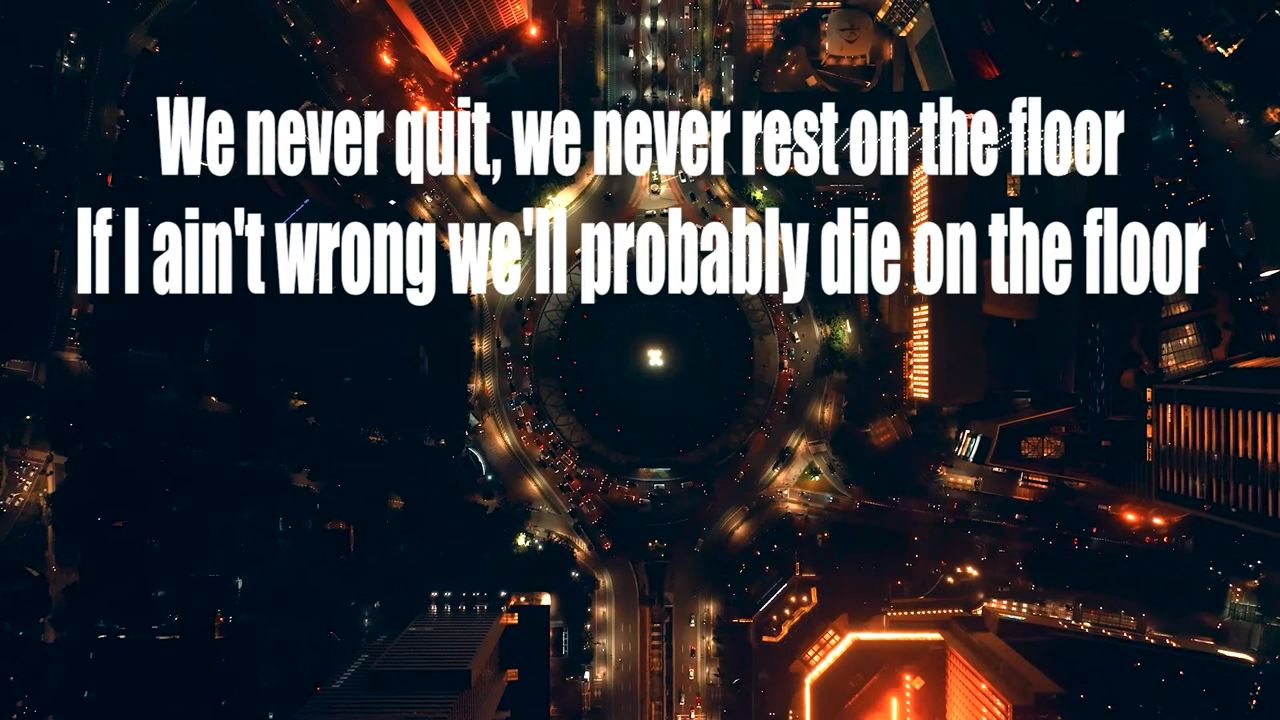 We never quit, we never rest on the floor
If I ain't wrong we'll probably die on the floor